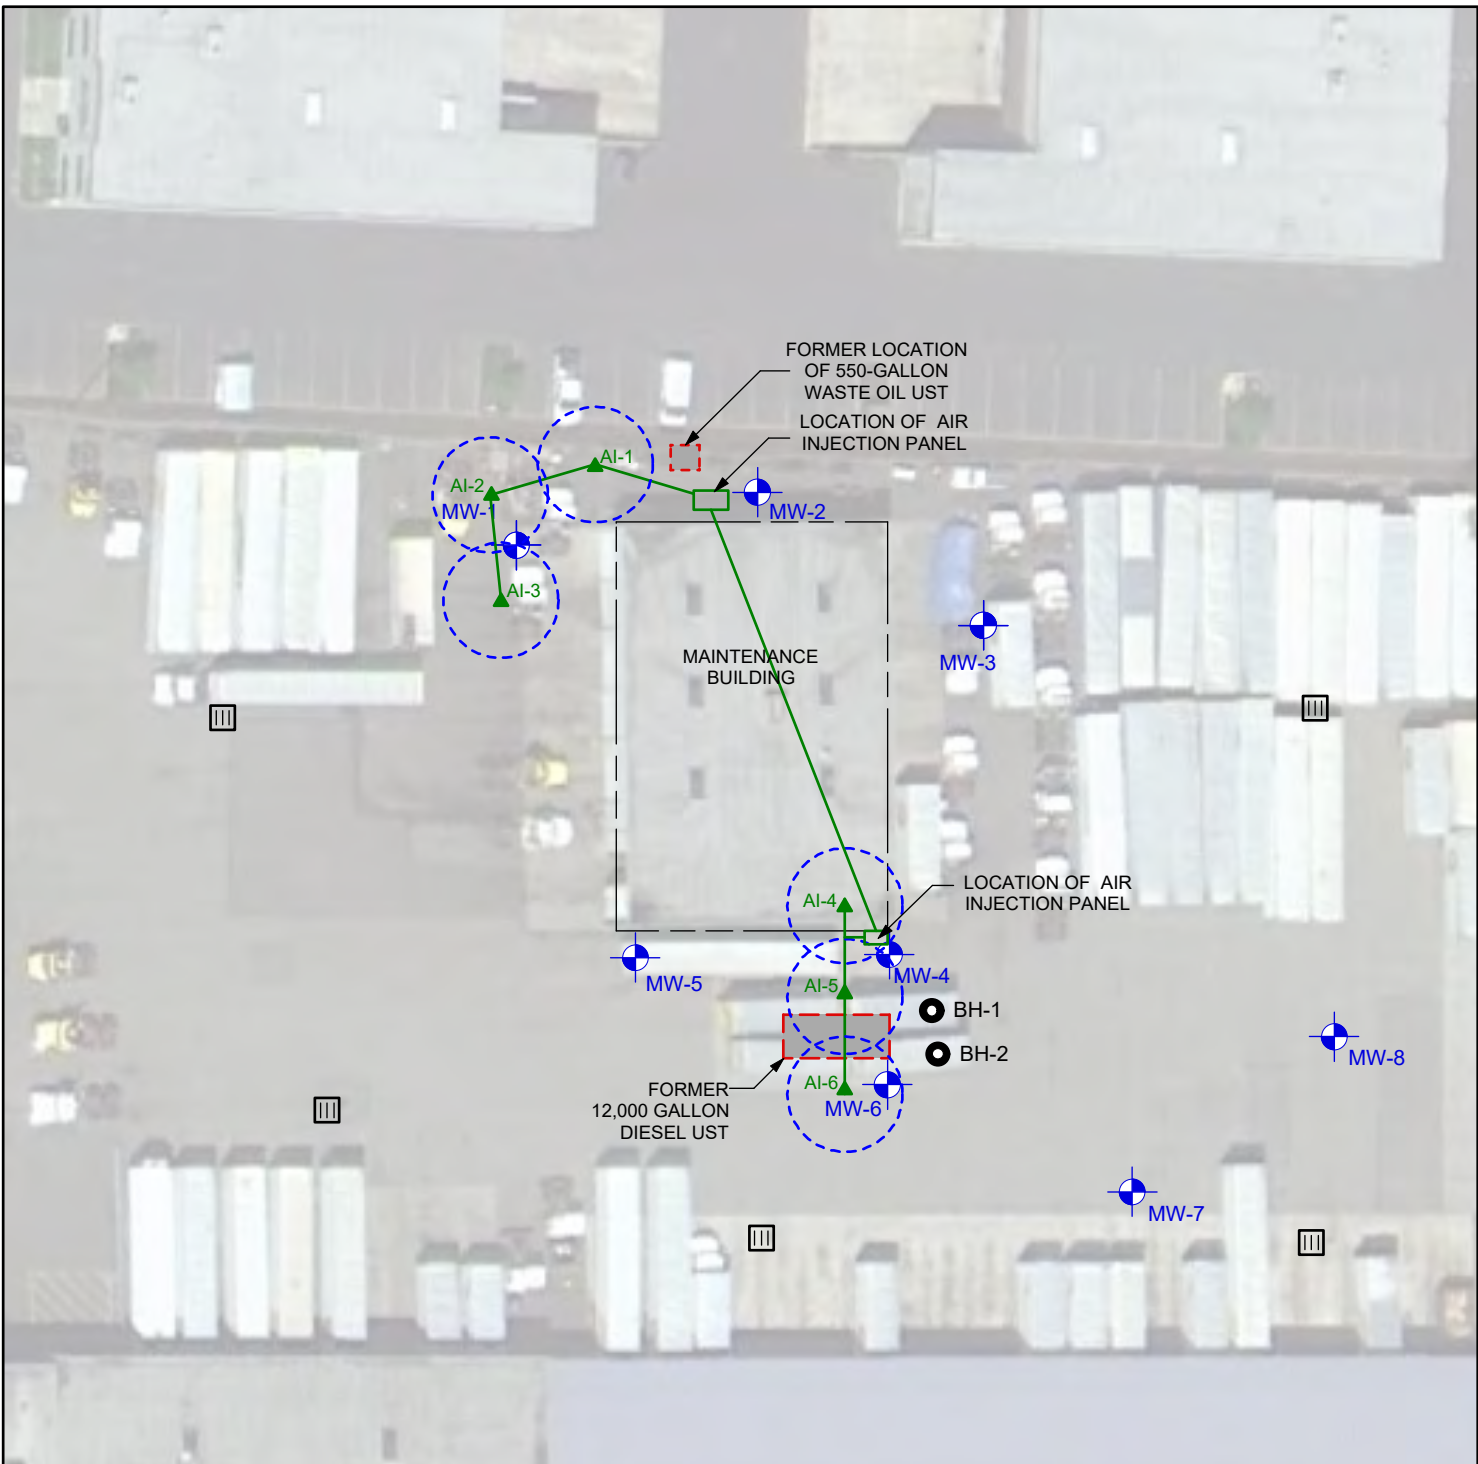 FORMER LOCATION
OF 550-GALLON
WASTE OIL UST
LOCATION OF AIR
INJECTION PANEL
AI-1
AI-2
MW-1
MW-2
AI-3
MW-3
MAINTENANCE
BUILDING
LOCATION OF AIR
INJECTION PANEL
AI-4
MW-5
MW-4
AI-5
BH-1
BH-2
MW-8
AI-6
FORMER
12,000 GALLON
DIESEL UST
MW-6
MW-7